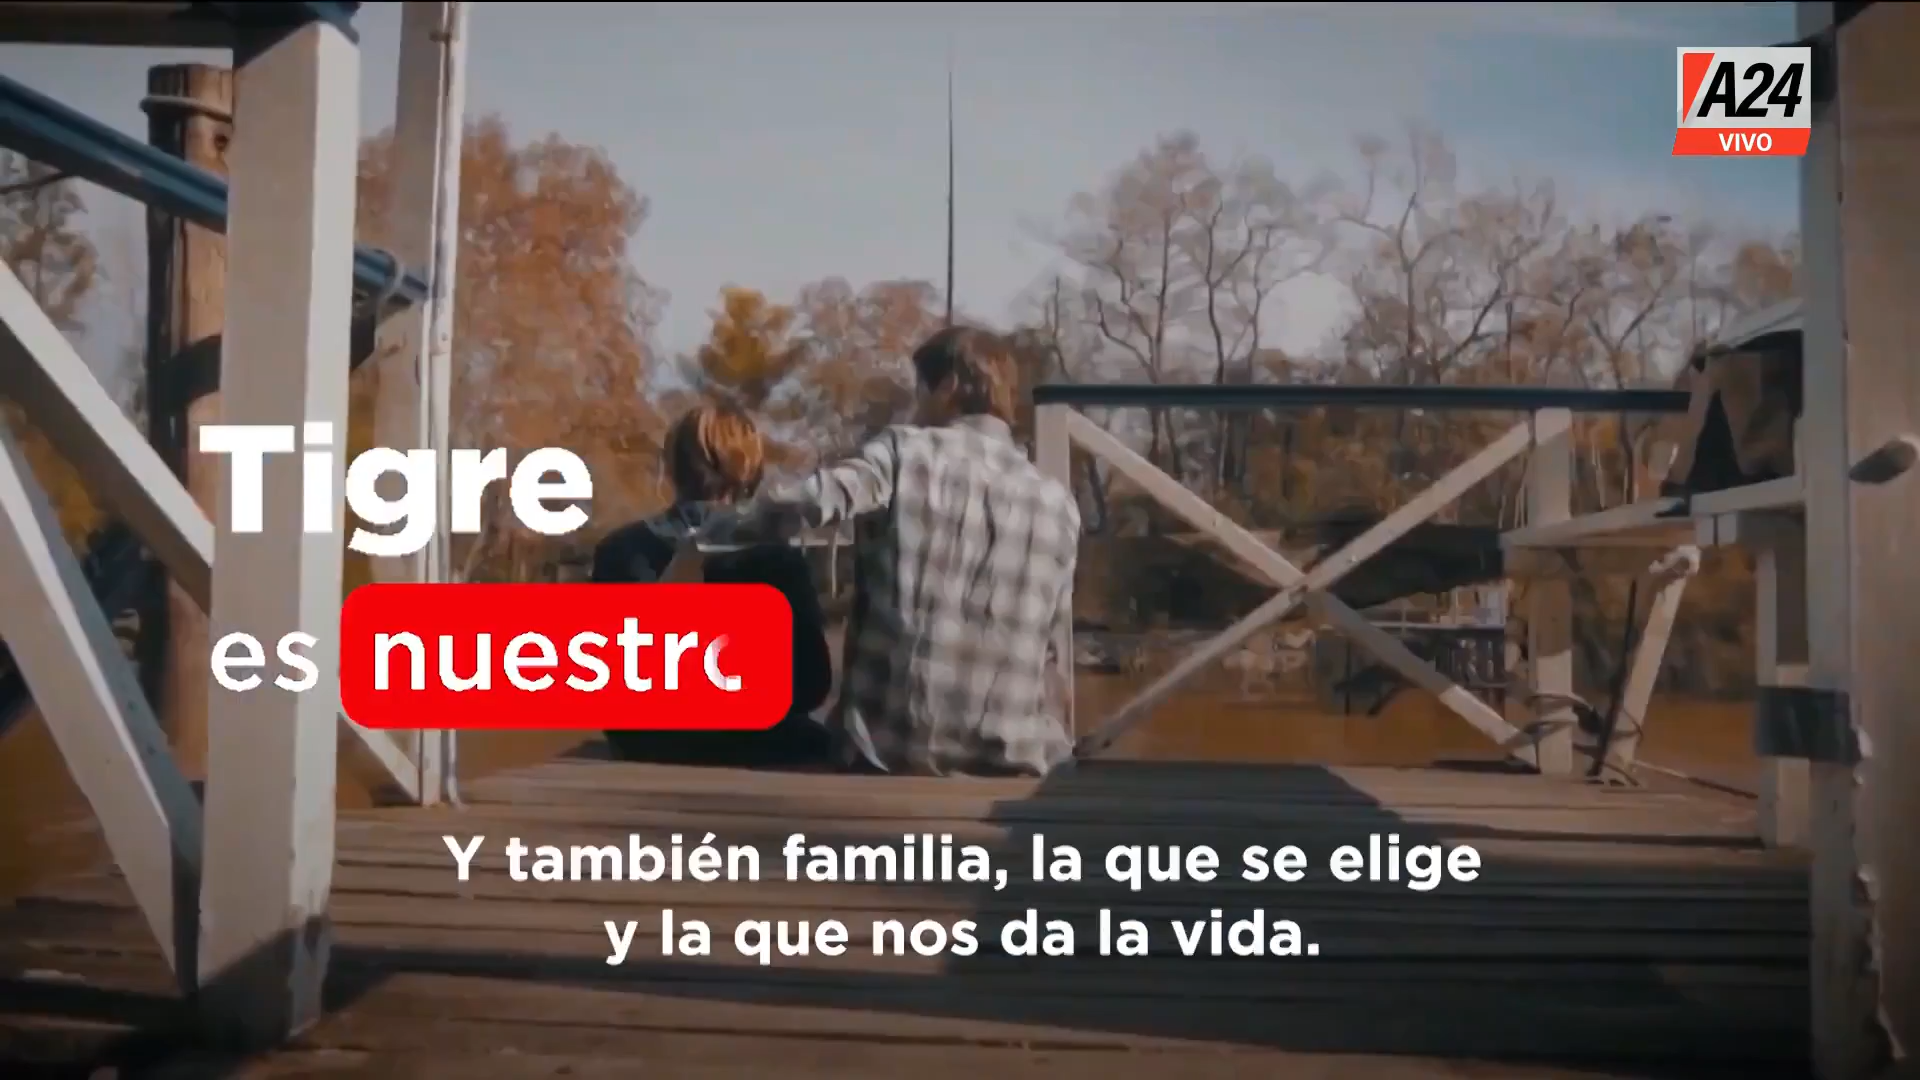 A24
VIVO
Tigre
es nuestro.
Y también familia, la que se elige
y la que nos da la vida.